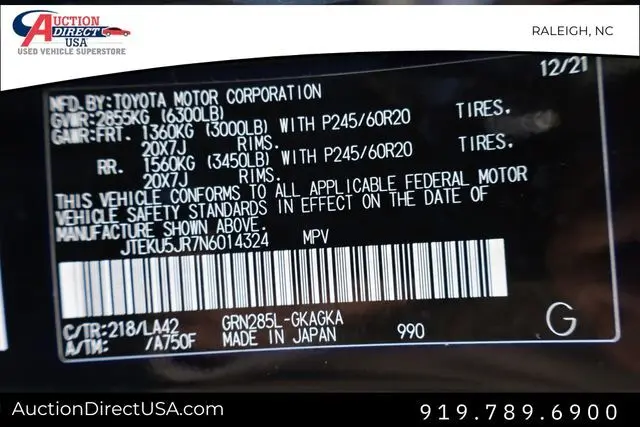 AUCTION
DIRECT
USA
USED VEHICLE SUPERSTORE
RALEIGH, NC
12/21
MFD.BY:TOYOTA MOTOR CORPORATION
GVWR:2855KG (6300LB)
GAWR:FRT. 1360KG (3000LB) WITH P245/60R20 TIRES,
20X7J RIMS.
RR. 1560KG (3450LB) WITH P245/60R20 TIRES,
20X7J RIMS.
THIS VEHICLE CONFORMS TO ALL APPLICABLE FEDERAL MOTOR
VEHICLE SAFETY STANDARDS IN EFFECT ON THE DATE OF
MANUFACTURE SHOWN ABOVE.
JTEKU5JR7N6014324 MPV
C/TR:218/LA42 GRN285L-GKAGKA
A/TM: /A750F MADE IN JAPAN 990
G
AuctionDirectUSA.com
919.789.6900